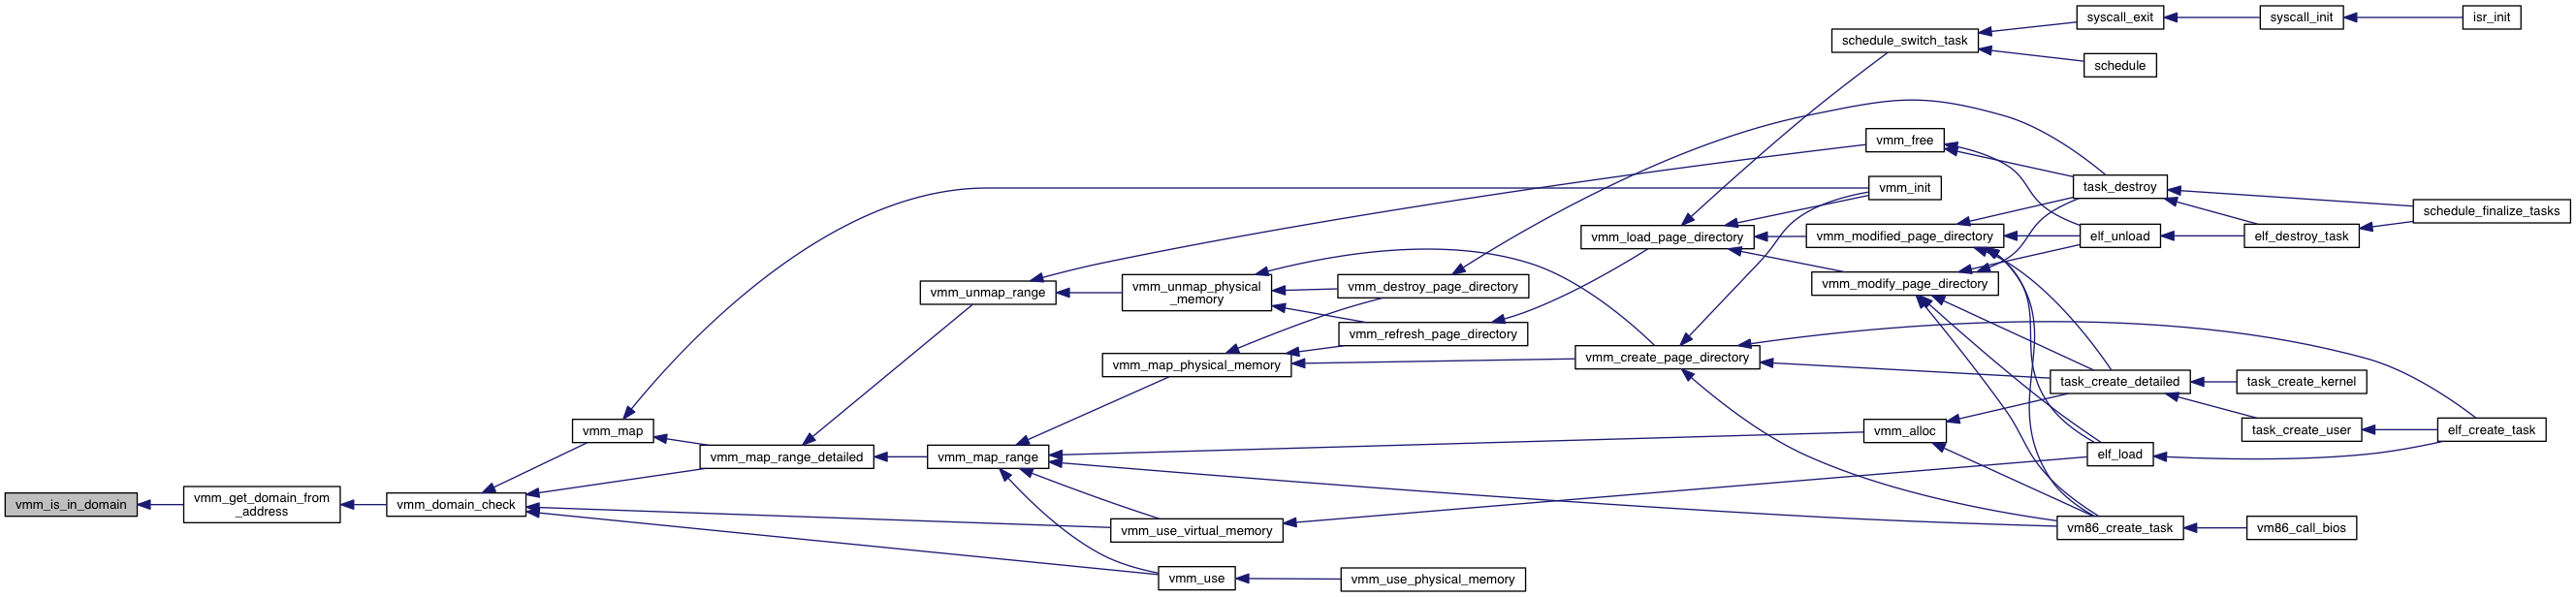 vmm_is_in_domain
vmm_get_domain_from
_address
vmm_domain_check
vmm_map
vmm_map_range_detailed
vmm_unmap_range
vmm_map_range
vmm_unmap_physical
_memory
vmm_map_physical_memory
vmm_use_virtual_memory
vmm_use
vmm_destroy_page_directory
vmm_refresh_page_directory
vmm_use_physical_memory
vmm_load_page_directory
vmm_create_page_directory
schedule_switch_task
vmm_free
vmm_init
vmm_modified_page_directory
vmm_modify_page_directory
vmm_alloc
syscall_exit
schedule
task_destroy
elf_unload
task_create_detailed
elf_load
vm86_create_task
syscall_init
elf_destroy_task
task_create_kernel
task_create_user
vm86_call_bios
isr_init
schedule_finalize_tasks
elf_create_task